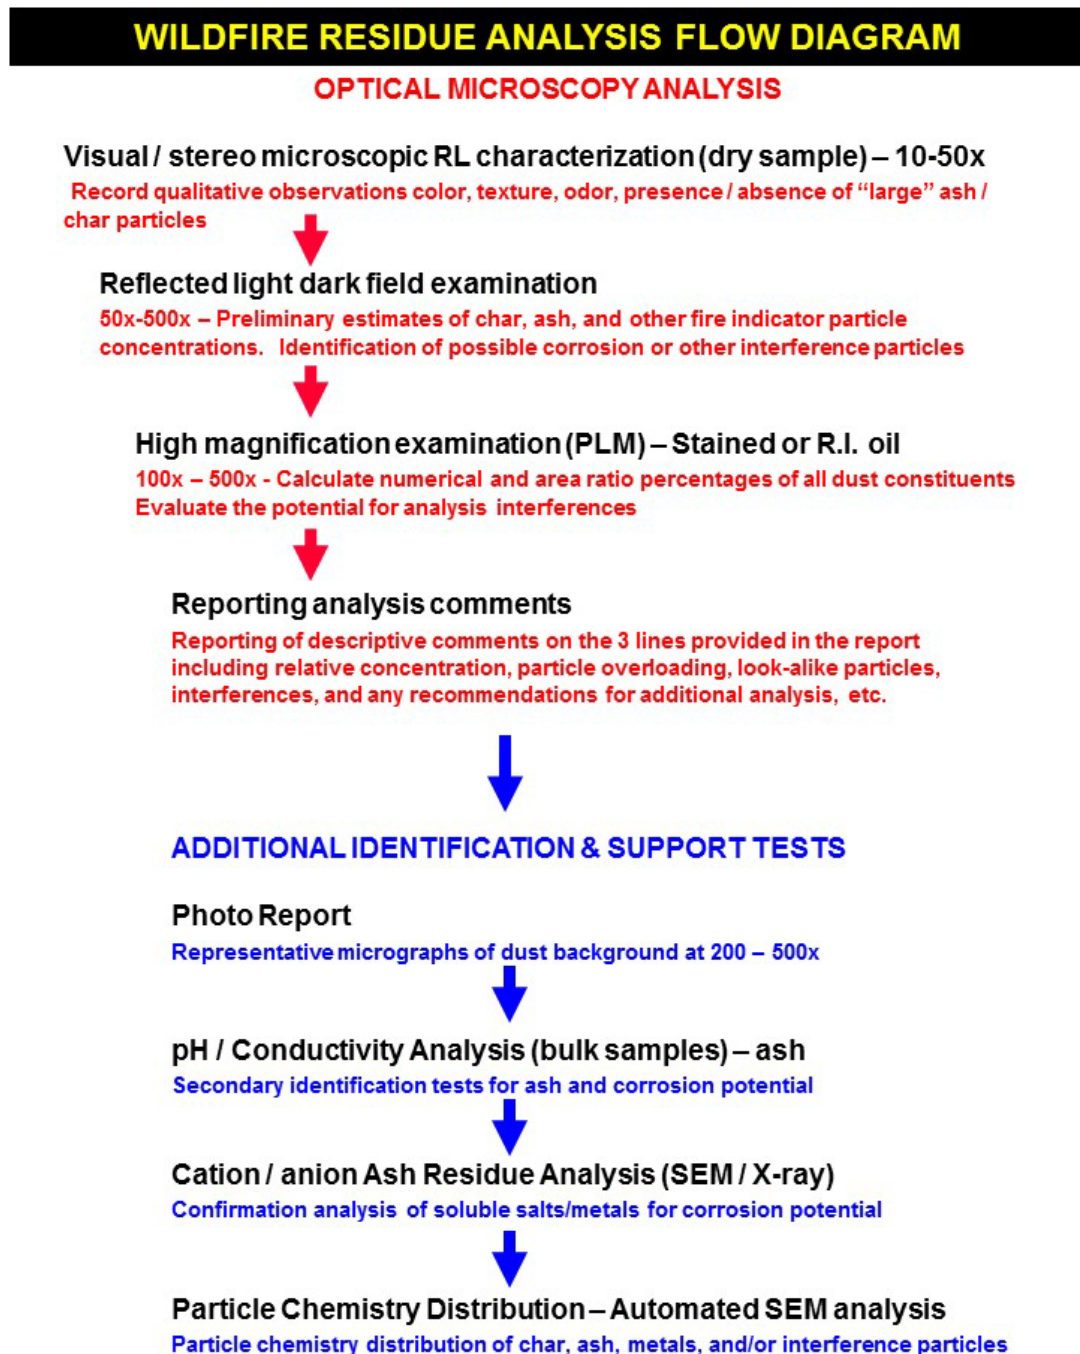 WILDFIRE RESIDUE ANALYSIS FLOW DIAGRAM
OPTICAL MICROSCOPY ANALYSIS
Visual / stereo microscopic RL characterization (dry sample) – 10-50x
Record qualitative observations color, texture, odor, presence / absence of “large” ash /
char particles
Reflected light dark field examination
50x-500x – Preliminary estimates of char, ash, and other fire indicator particle
concentrations. Identification of possible corrosion or other interference particles
High magnification examination (PLM) – Stained or R.I. oil
100x – 500x - Calculate numerical and area ratio percentages of all dust constituents
Evaluate the potential for analysis interferences
Reporting analysis comments
Reporting of descriptive comments on the 3 lines provided in the report
including relative concentration, particle overloading, look-alike particles,
interferences, and any recommendations for additional analysis, etc.
ADDITIONAL IDENTIFICATION & SUPPORT TESTS
Photo Report
Representative micrographs of dust background at 200 – 500x
pH / Conductivity Analysis (bulk samples) – ash
Secondary identification tests for ash and corrosion potential
Cation / anion Ash Residue Analysis (SEM / X-ray)
Confirmation analysis of soluble salts/metals for corrosion potential
Particle Chemistry Distribution – Automated SEM analysis
Particle chemistry distribution of char, ash, metals, and/or interference particles